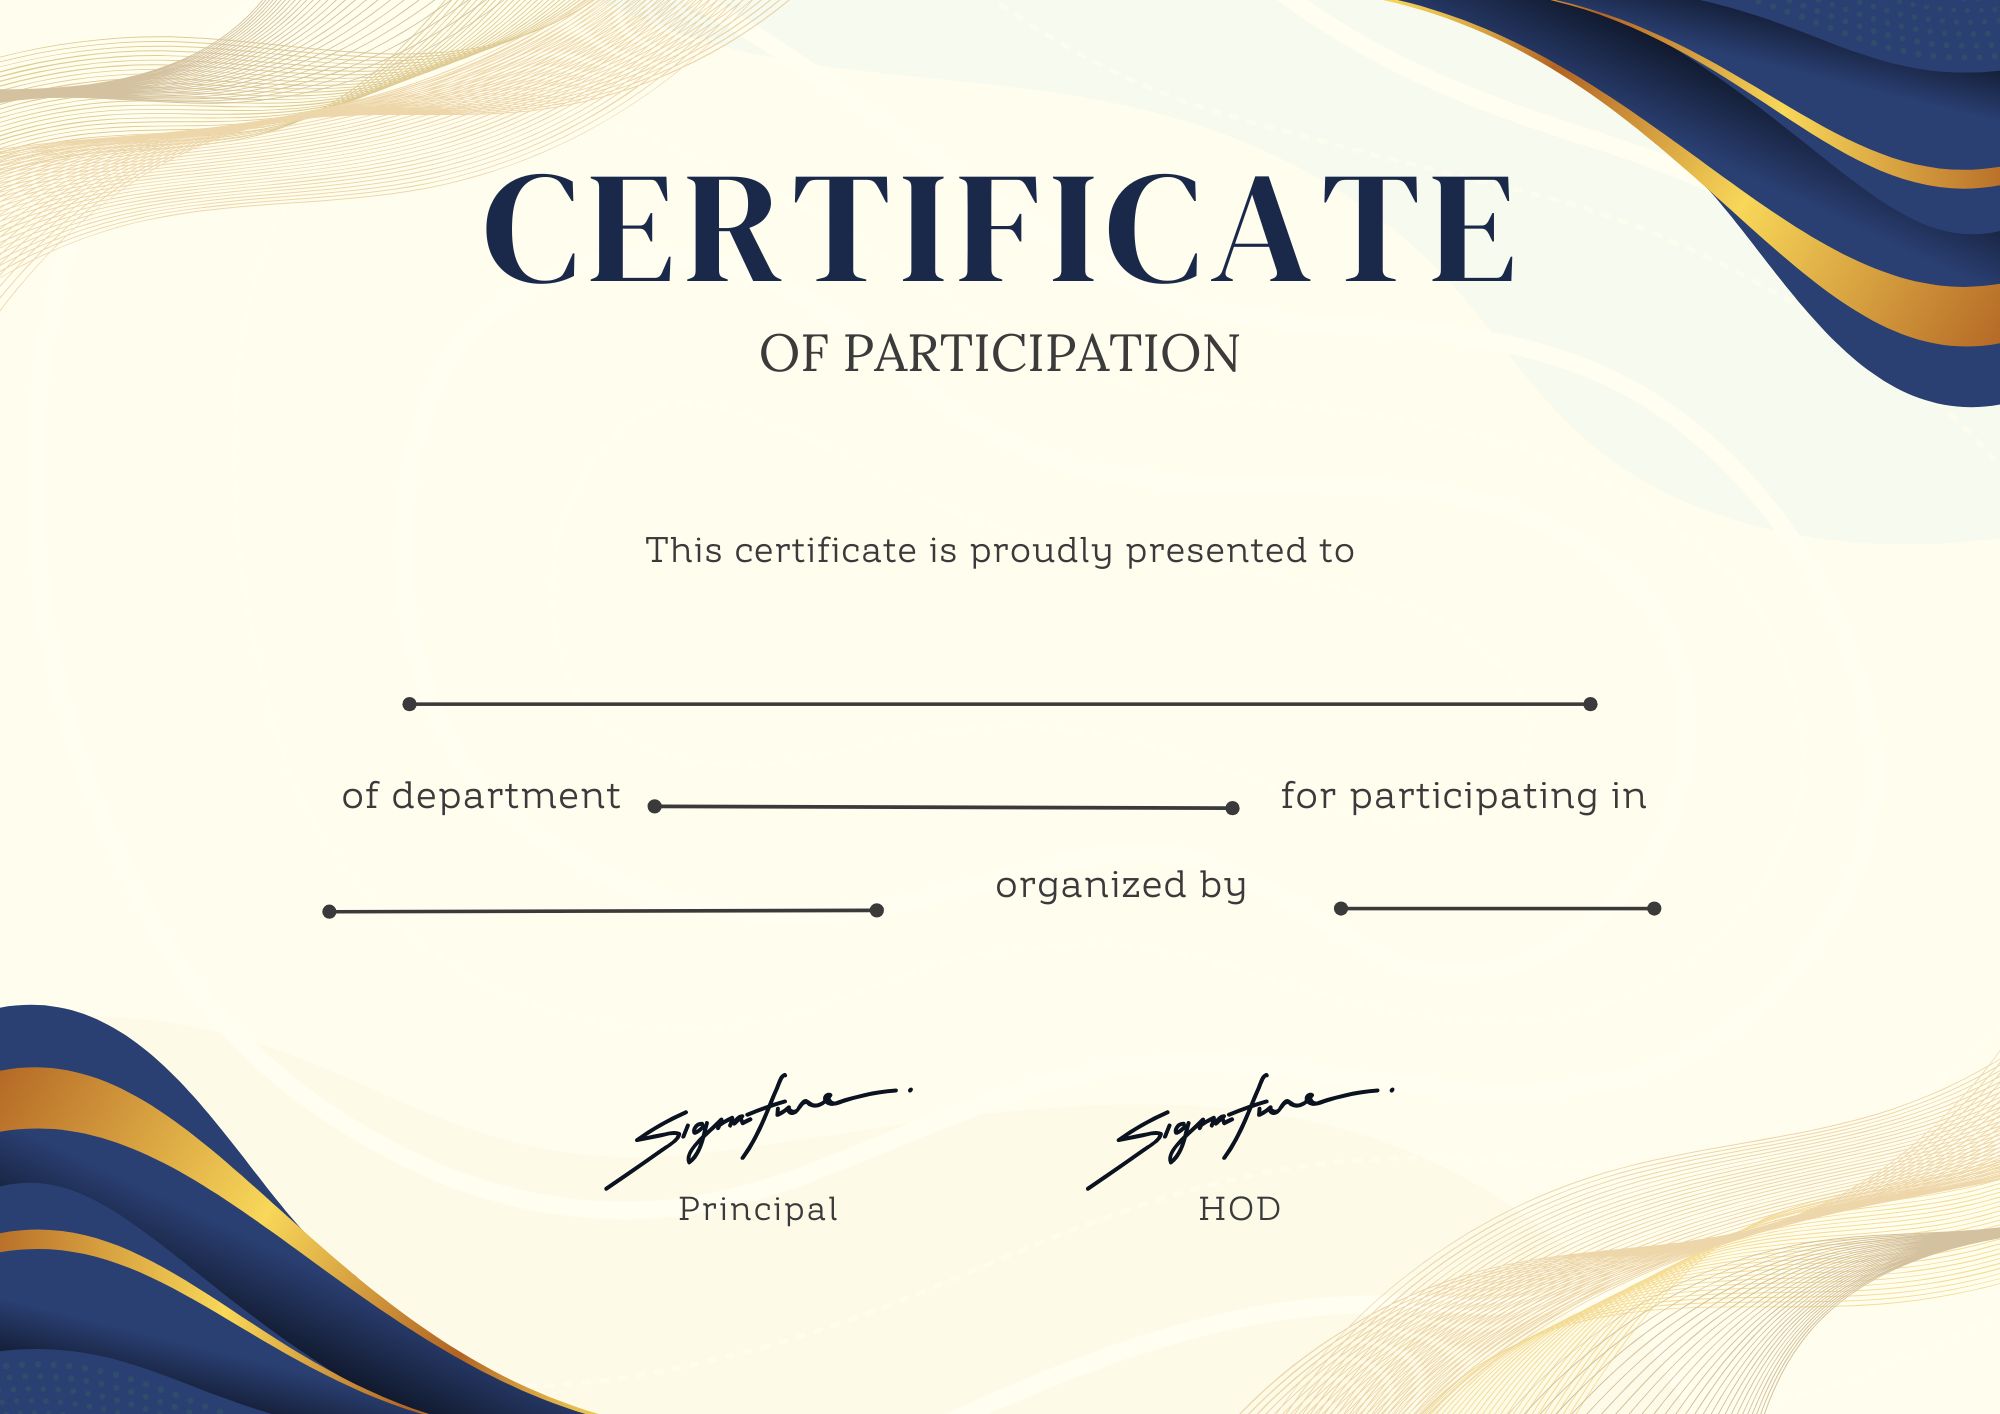 CERTIFICATE
OF PARTICIPATION
This certificate is proudly presented to
of department for participating in
organized by
Signature Signature
Principal HOD